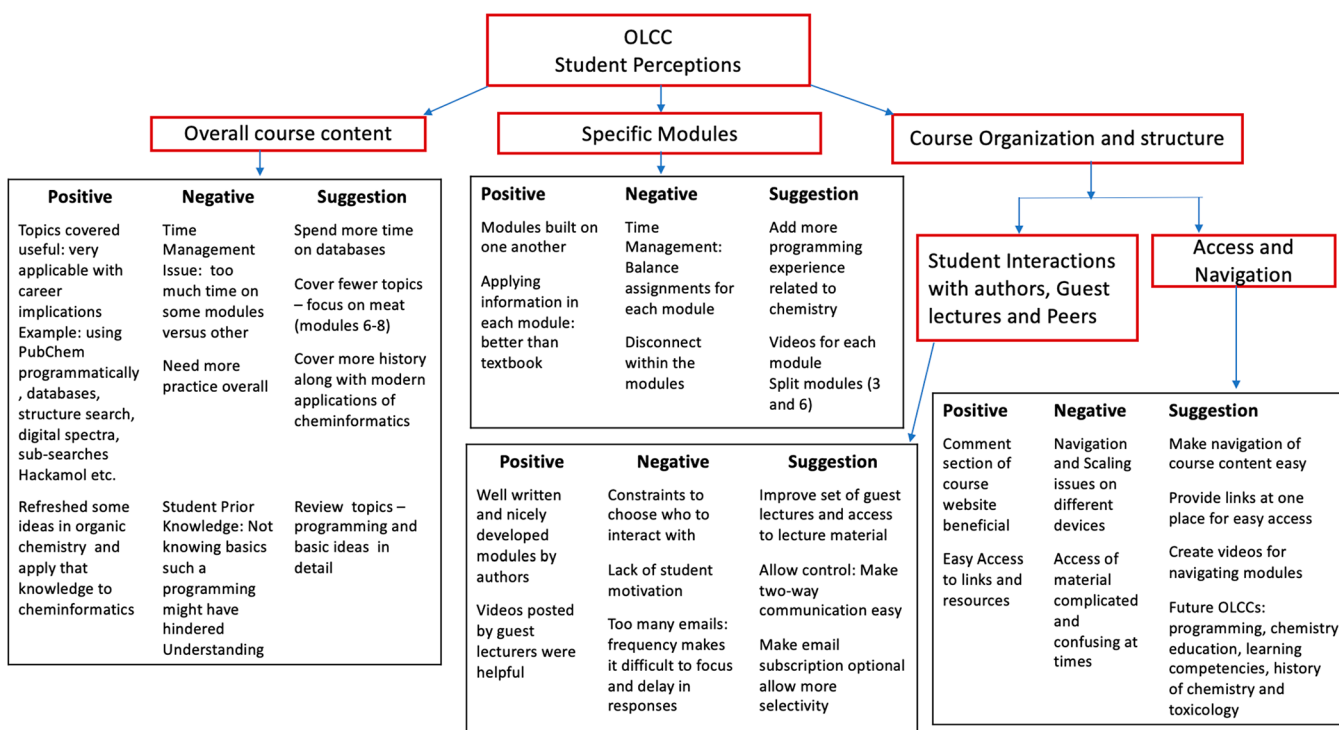 OLCC
Student Perceptions
Overall course content
Specific Modules
Course Organization and structure
Student Interactions
with authors, Guest
lectures and Peers
Access and
Navigation
Positive
Topics covered
useful: very
applicable with
career
implications
Example: using
PubChem
programmatically
, databases,
structure search,
digital spectra,
sub-searches
Hackamol etc.
Refreshed some
ideas in organic
chemistry and
apply that
knowledge to
cheminformatics
Negative
Time
Management
Issue: too
much time on
some modules
versus other
Need more
practice overall
Student Prior
Knowledge: Not
knowing basics
such a
programming
might have
hindered
Understanding
Suggestion
Spend more time
on databases
Cover fewer topics
– focus on meat
(modules 6-8)
Cover more history
along with modern
applications of
cheminformatics
Review topics –
programming and
basic ideas in
detail
Positive
Modules built on
one another
Applying
information in
each module:
better than
textbook
Negative
Time
Management:
Balance
assignments for
each module
Disconnect
within the
modules
Suggestion
Add more
programming
experience
related to
chemistry
Videos for each
module
Split modules (3
and 6)
Positive
Well written
and nicely
developed
modules by
authors
Videos posted
by guest
lecturers were
helpful
Negative
Constraints to
choose who to
interact with
Lack of student
motivation
Too many emails:
frequency makes
it difficult to focus
and delay in
responses
Suggestion
Improve set of guest
lectures and access
to lecture material
Allow control: Make
two-way
communication easy
Make email
subscription optional
allow more
selectivity
Positive
Comment
section of
course
website
beneficial
Easy Access
to links and
resources
Negative
Navigation
and Scaling
issues on
different
devices
Access of
material
complicated
and
confusing at
times
Suggestion
Make navigation of
course content easy
Provide links at one
place for easy access
Create videos for
navigating modules
Future OLCCs:
programming, chemistry
education, learning
competencies, history
of chemistry and
toxicology